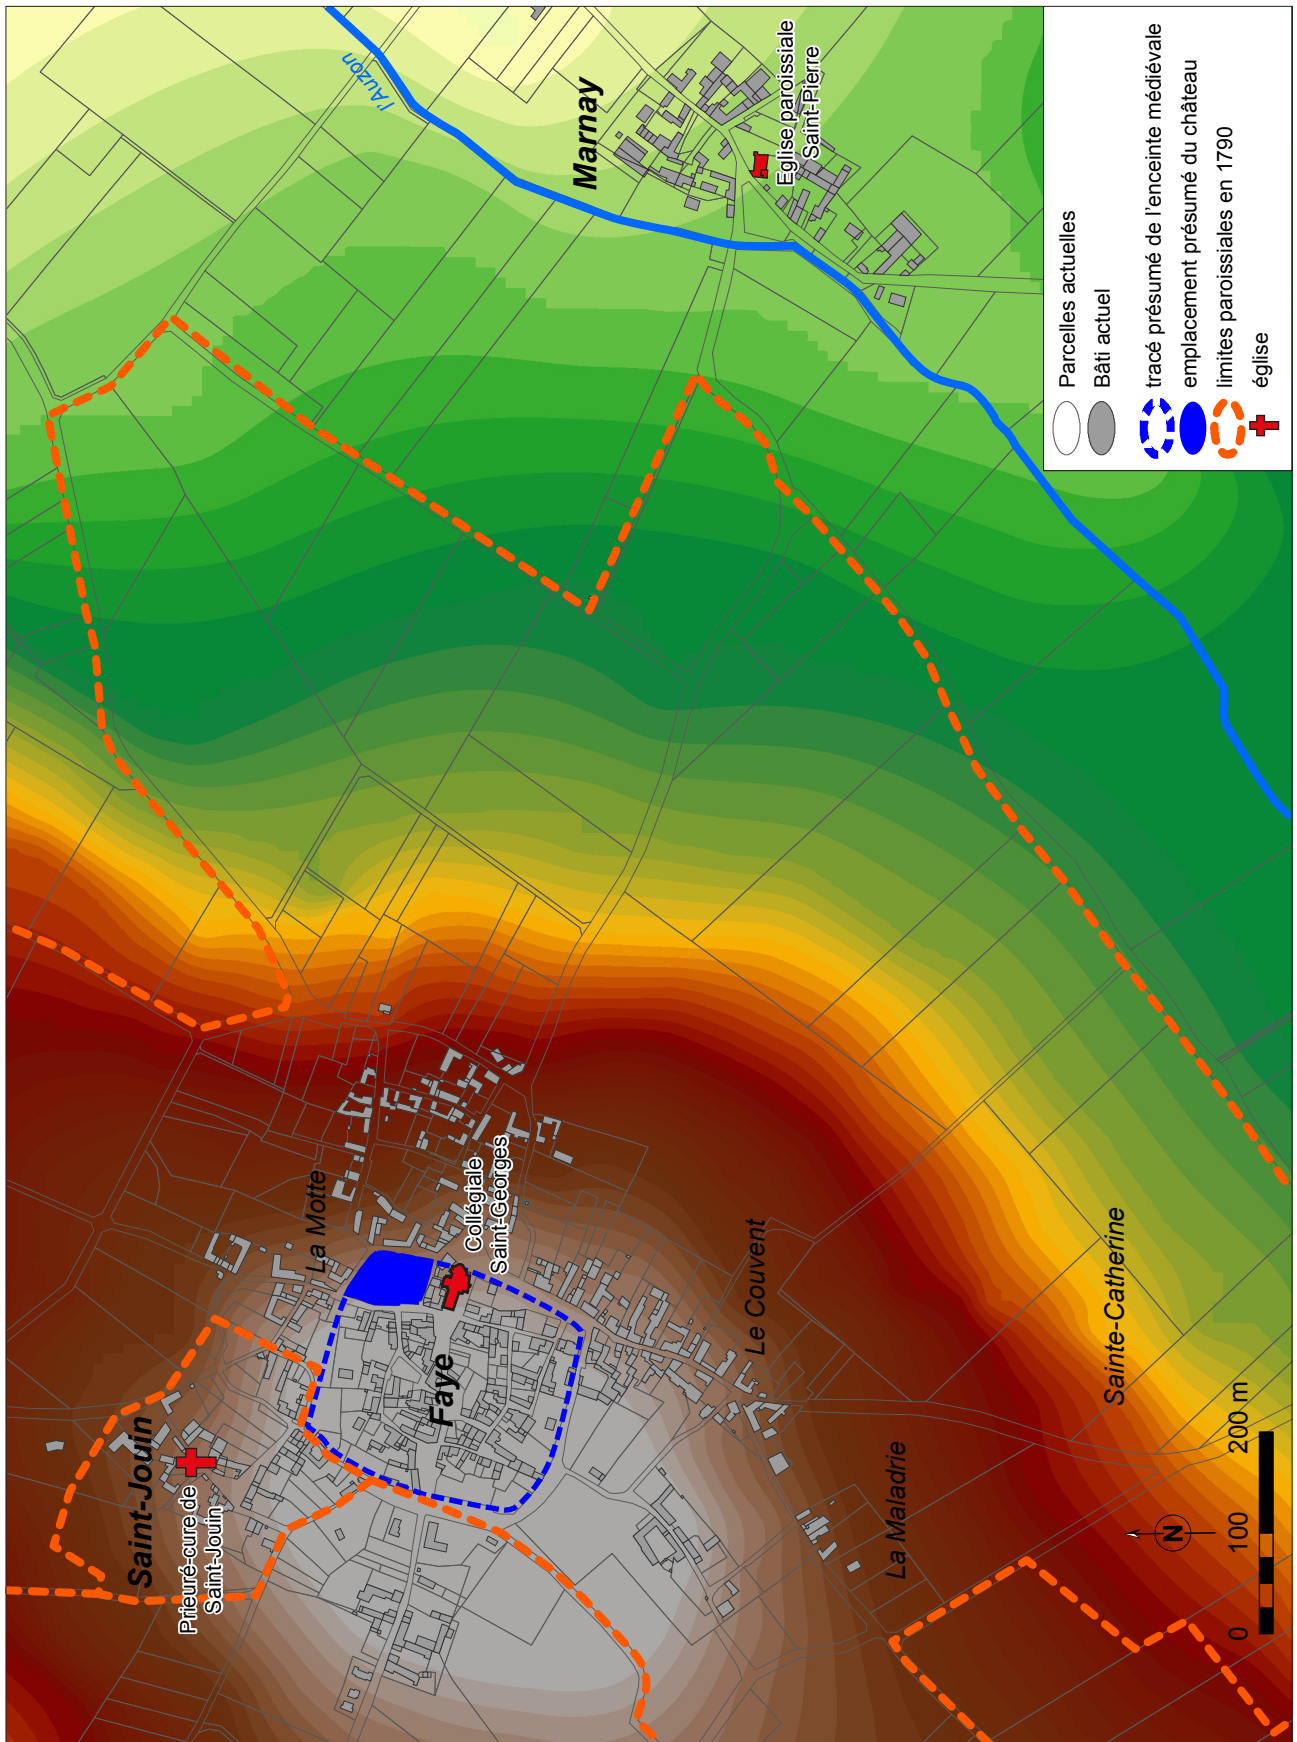 Saint-Jouin
Prieuré-cure de
Saint-Jouin
La Motte
Faye
Collégiale
Saint-Georges
Le Couvent
La Maladrie
Sainte-Catherine
l'Auzon
Marnay
Eglise paroissiale
Saint-Pierre
N
0 100 200 m
Parcelles actuelles
Bâti actuel
tracé présumé de l'enceinte médiévale
emplacement présumé du château
limites paroissiales en 1790
église